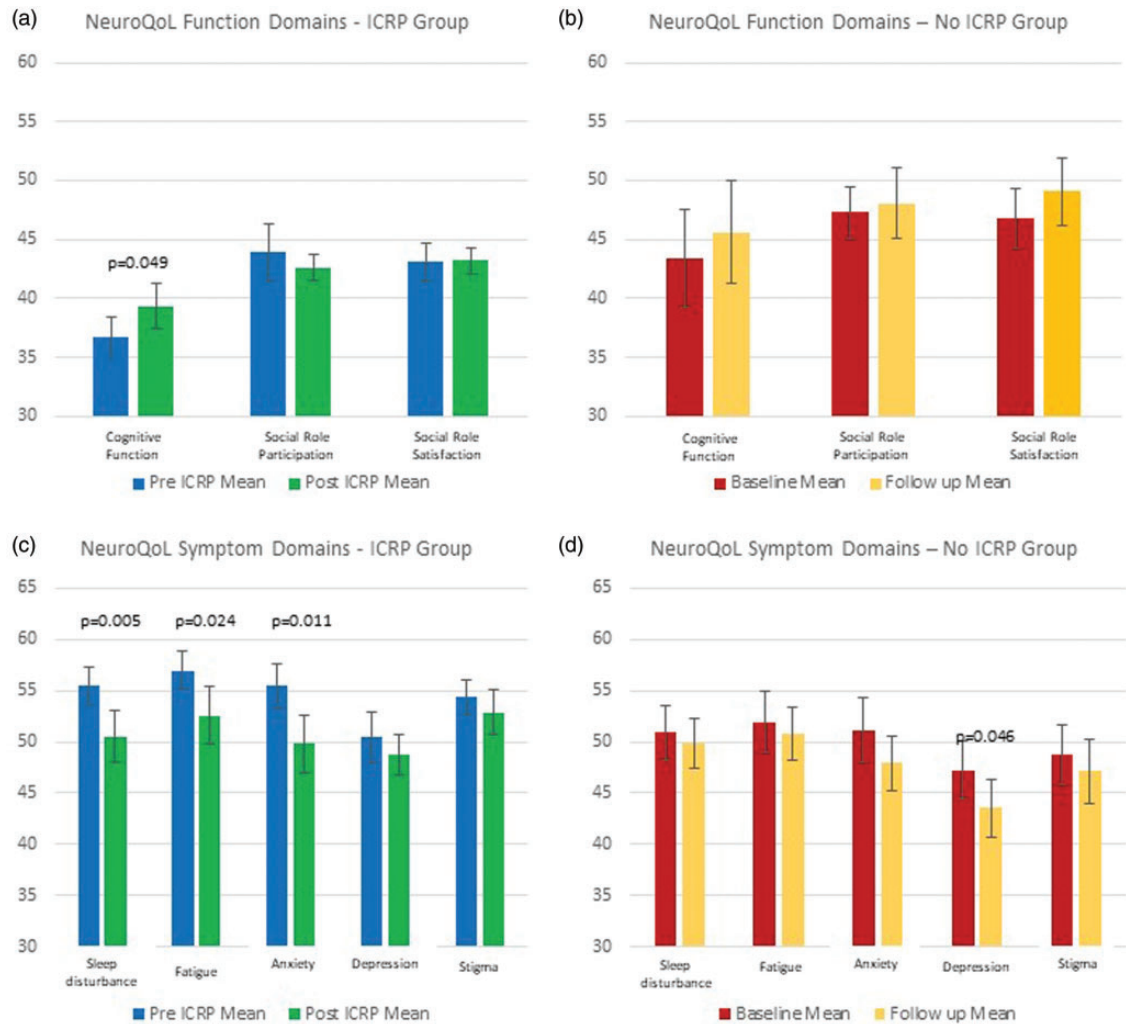 (a)
NeuroQoL Function Domains - ICRP Group
60
55
50
45
40
35
30
p=0.049
Cognitive
Function
Social Role
Participation
Social Role
Satisfaction
Pre ICRP Mean
Post ICRP Mean
(b)
NeuroQoL Function Domains – No ICRP Group
60
55
50
45
40
35
30
Cognitive
Function
Social Role
Participation
Social Role
Satisfaction
Baseline Mean
Follow up Mean
(c)
NeuroQoL Symptom Domains - ICRP Group
65
60
55
50
45
40
35
30
p=0.005
p=0.024
p=0.011
Sleep
disturbance
Fatigue
Anxiety
Depression
Stigma
Pre ICRP Mean
Post ICRP Mean
(d)
NeuroQoL Symptom Domains – No ICRP Group
65
60
55
50
45
40
35
30
p=0.046
Sleep
disturbance
Fatigue
Anxiety
Depression
Stigma
Baseline Mean
Follow up Mean